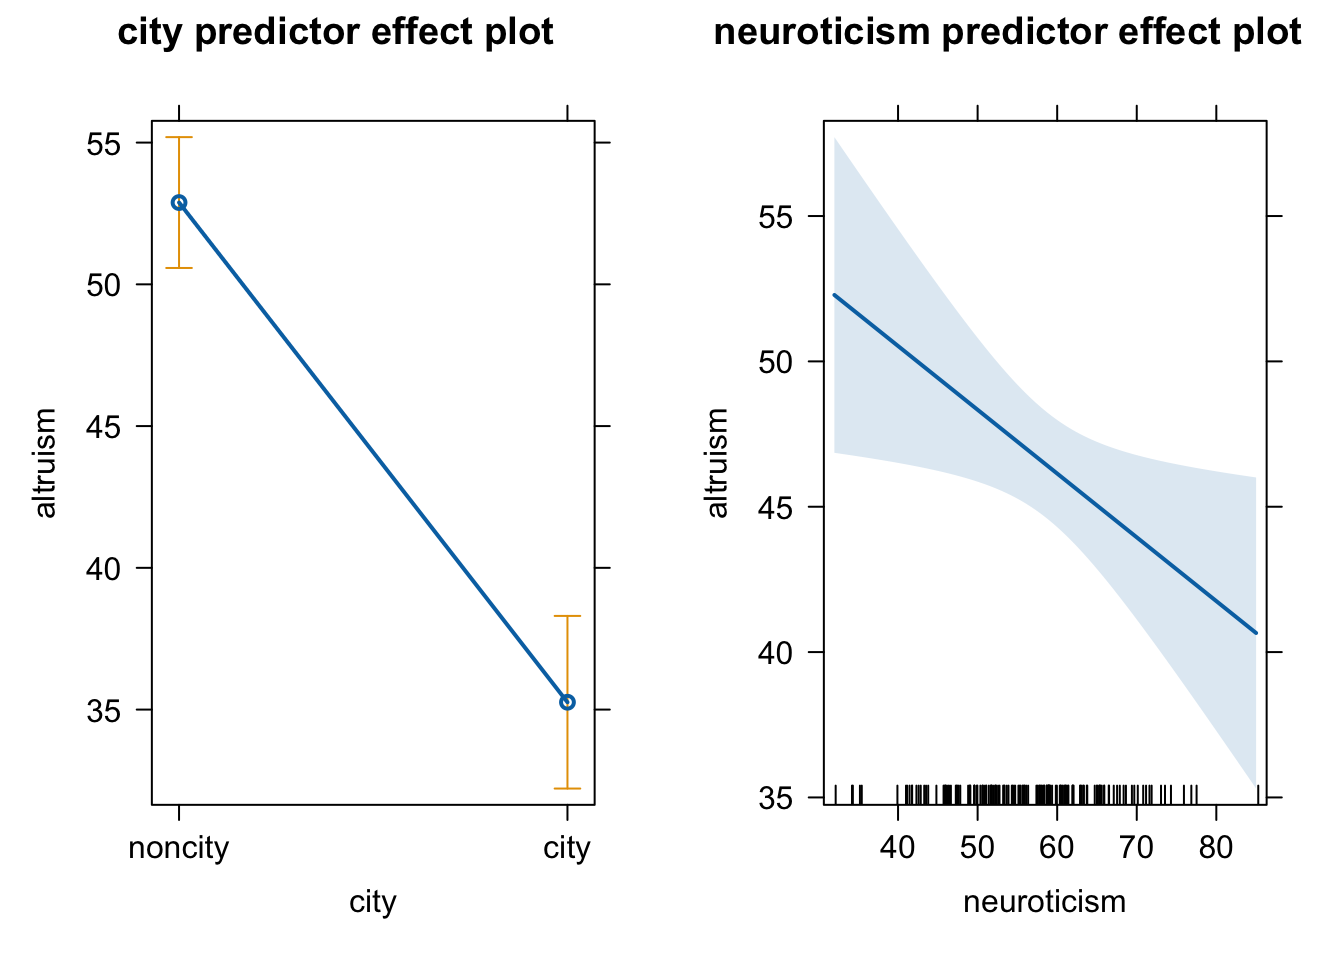 city predictor effect plot
altruism
55
50
45
40
35
noncity city
city
neuroticism predictor effect plot
altruism
55
50
45
40
35
40 50 60 70 80
neuroticism